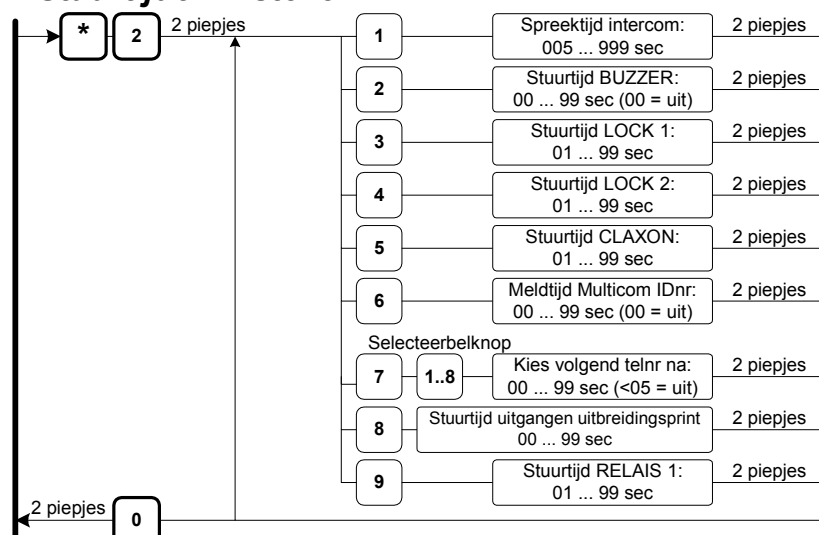 * 2 2 piepjes
1 Spreektijd intercom: 2 piepjes
005 ... 999 sec
2 Stuurtijd BUZZER: 2 piepjes
00 ... 99 sec (00 = uit)
3 Stuurtijd LOCK 1: 2 piepjes
01 ... 99 sec
4 Stuurtijd LOCK 2: 2 piepjes
01 ... 99 sec
5 Stuurtijd CLAXON: 2 piepjes
01 ... 99 sec
6 Meldtijd Multicom IDnr: 2 piepjes
00 ... 99 sec (00 = uit)
Selecteerbelknop
7 1..8 Kies volgend telnr na: 2 piepjes
00 ... 99 sec (<05 = uit)
8 Stuurtijd uitgangen uitbreidingsprint 2 piepjes
00 ... 99 sec
9 Stuurtijd RELAIS 1: 2 piepjes
01 ... 99 sec
2 piepjes 0